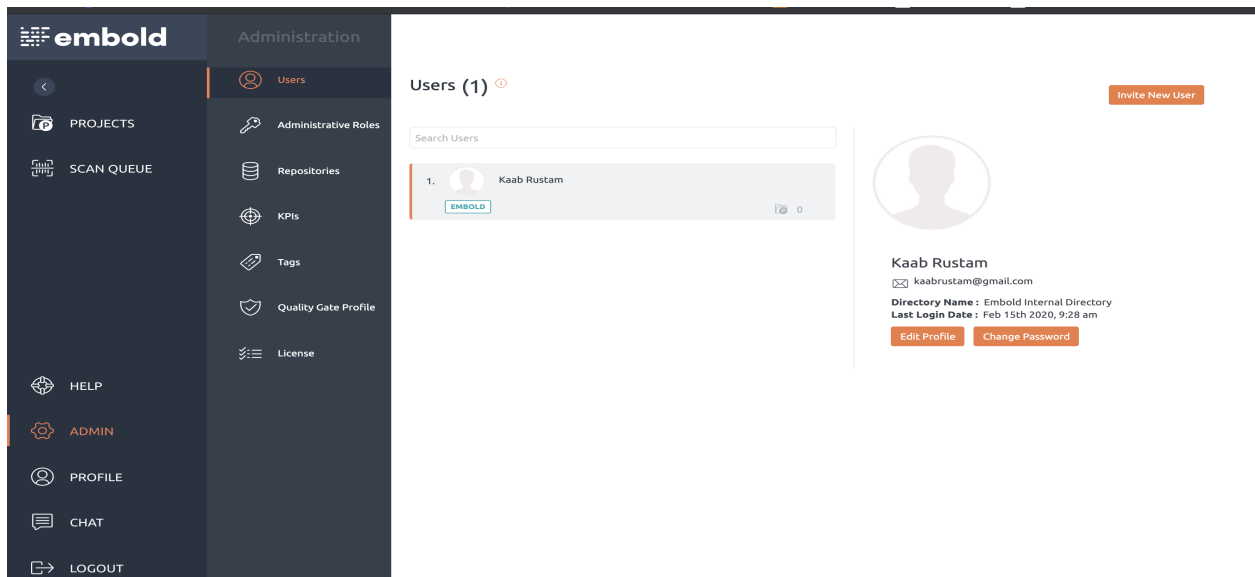 embold
PROJECTS
SCAN QUEUE
HELP
ADMIN
PROFILE
CHAT
LOGOUT
Administration
Users
Administrative Roles
Repositories
KPIs
Tags
Quality Gate Profile
License
Users (1)
Invite New User
Search Users
1. Kaab Rustam
EMBOLD
0
Kaab Rustam
kaabrustam@gmail.com
Directory Name : Embold Internal Directory
Last Login Date : Feb 15th 2020, 9:28 am
Edit Profile Change Password